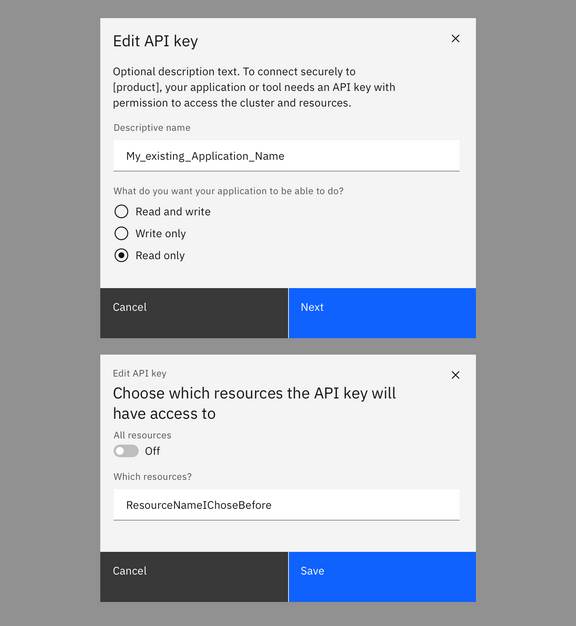 Edit API key
Optional description text. To connect securely to
[product], your application or tool needs an API key with
permission to access the cluster and resources.
Descriptive name
My_existing_Application_Name
What do you want your application to be able to do?
Read and write
Write only
Read only
Cancel
Next
Edit API key
Choose which resources the API key will
have access to
All resources
Off
Which resources?
ResourceNameIChoseBefore
Cancel
Save